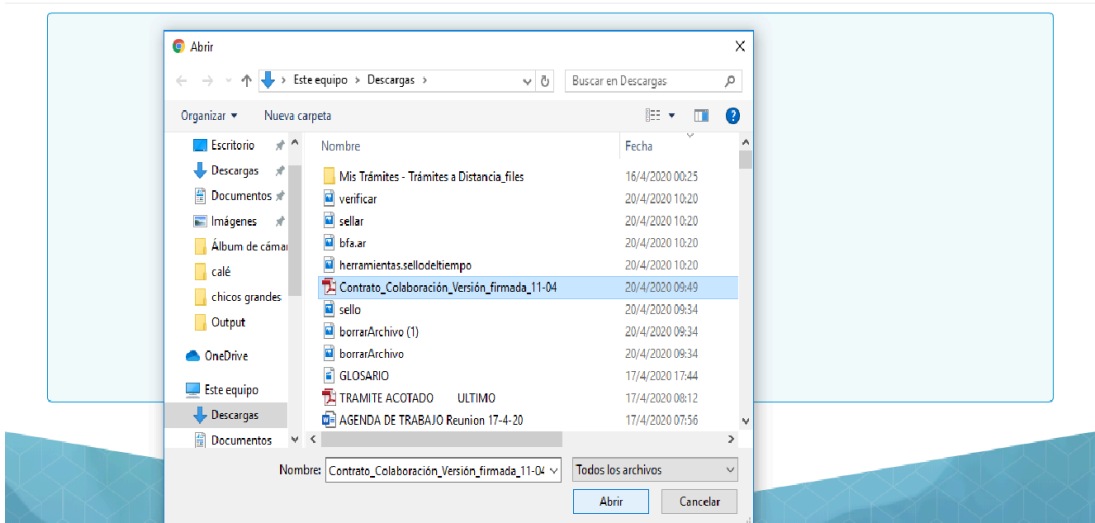 Abrir
Este equipo > Descargas >
Buscar en Descargas
Organizar
Nueva carpeta
Escritorio
Descargas
Documentos
Imágenes
Álbum de cámar
calé
chicos grandes
Output
OneDrive
Este equipo
Descargas
Documentos
Nombre Fecha
Mis Trámites - Trámites a Distancia_files 16/4/2020 00:25
verificar 20/4/2020 10:20
sellar 20/4/2020 10:20
bfa.ar 20/4/2020 10:20
herramientas.sellodeltiempo 20/4/2020 10:20
Contrato_Colaboración_Versión_firmada_11-04 20/4/2020 09:49
sello 20/4/2020 09:34
borrarArchivo (1) 20/4/2020 09:34
borrarArchivo 20/4/2020 09:34
GLOSARIO 17/4/2020 17:44
TRAMITE ACOTADO ULTIMO 17/4/2020 08:12
AGENDA DE TRABAJO Reunion 17-4-20 17/4/2020 07:56
Nombre: Contrato_Colaboración_Versión_firmada_11-04
Todos los archivos
Abrir
Cancelar